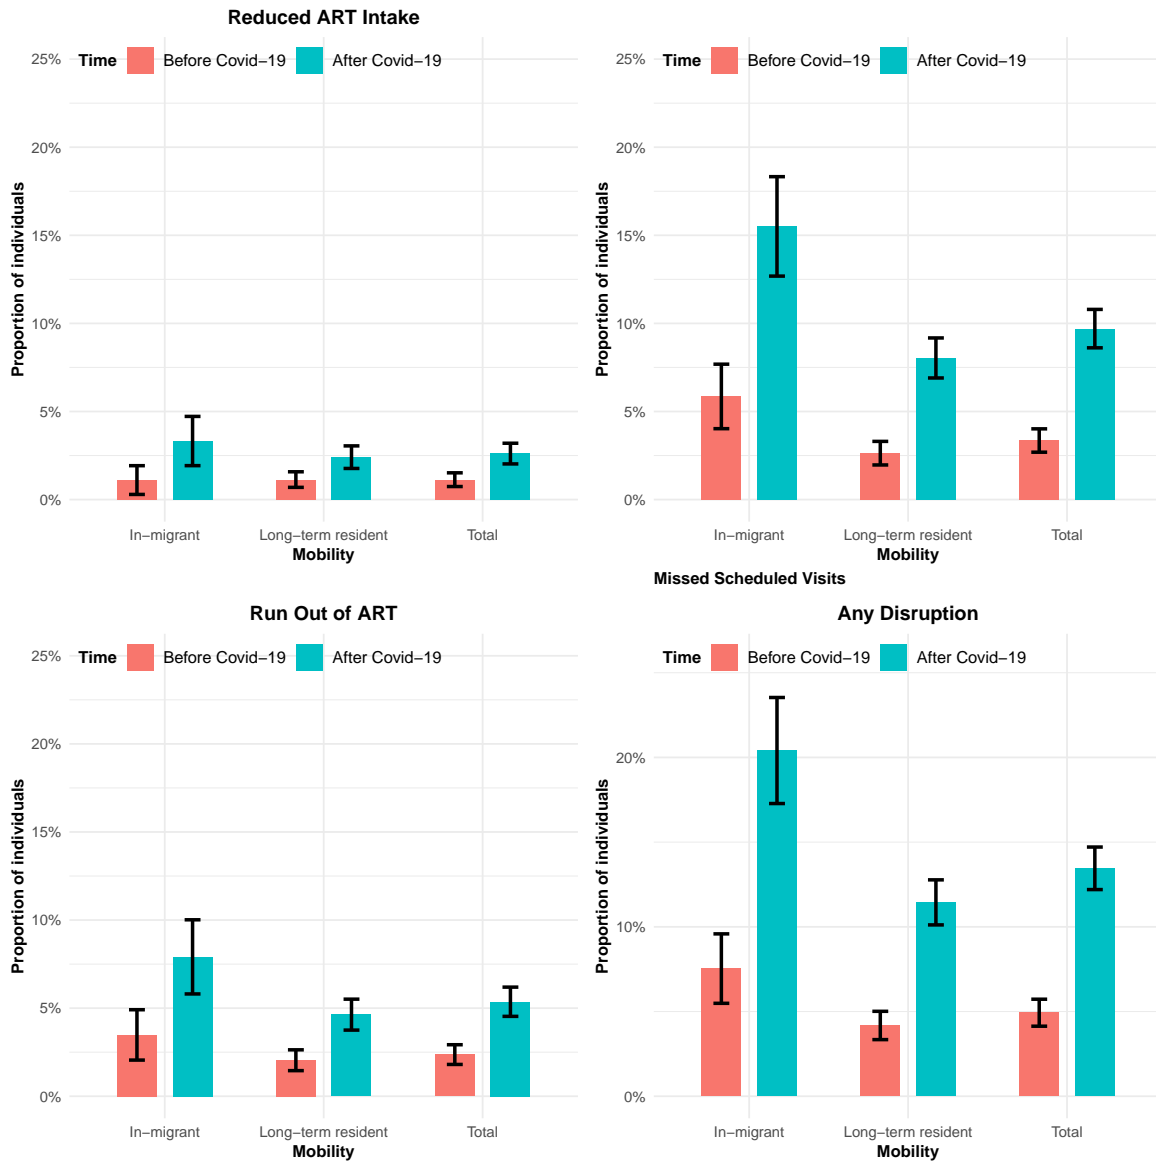 Reduced ART Intake
Time Before Covid−19 After Covid−19
25%
20%
15%
10%
5%
0%
Proportion of individuals
In−migrant Long−term resident Total
Mobility
Time Before Covid−19 After Covid−19
25%
20%
15%
10%
5%
0%
Proportion of individuals
In−migrant Long−term resident Total
Mobility
Missed Scheduled Visits
Run Out of ART
Time Before Covid−19 After Covid−19
25%
20%
15%
10%
5%
0%
Proportion of individuals
In−migrant Long−term resident Total
Mobility
Any Disruption
Time Before Covid−19 After Covid−19
20%
10%
0%
Proportion of individuals
In−migrant Long−term resident Total
Mobility